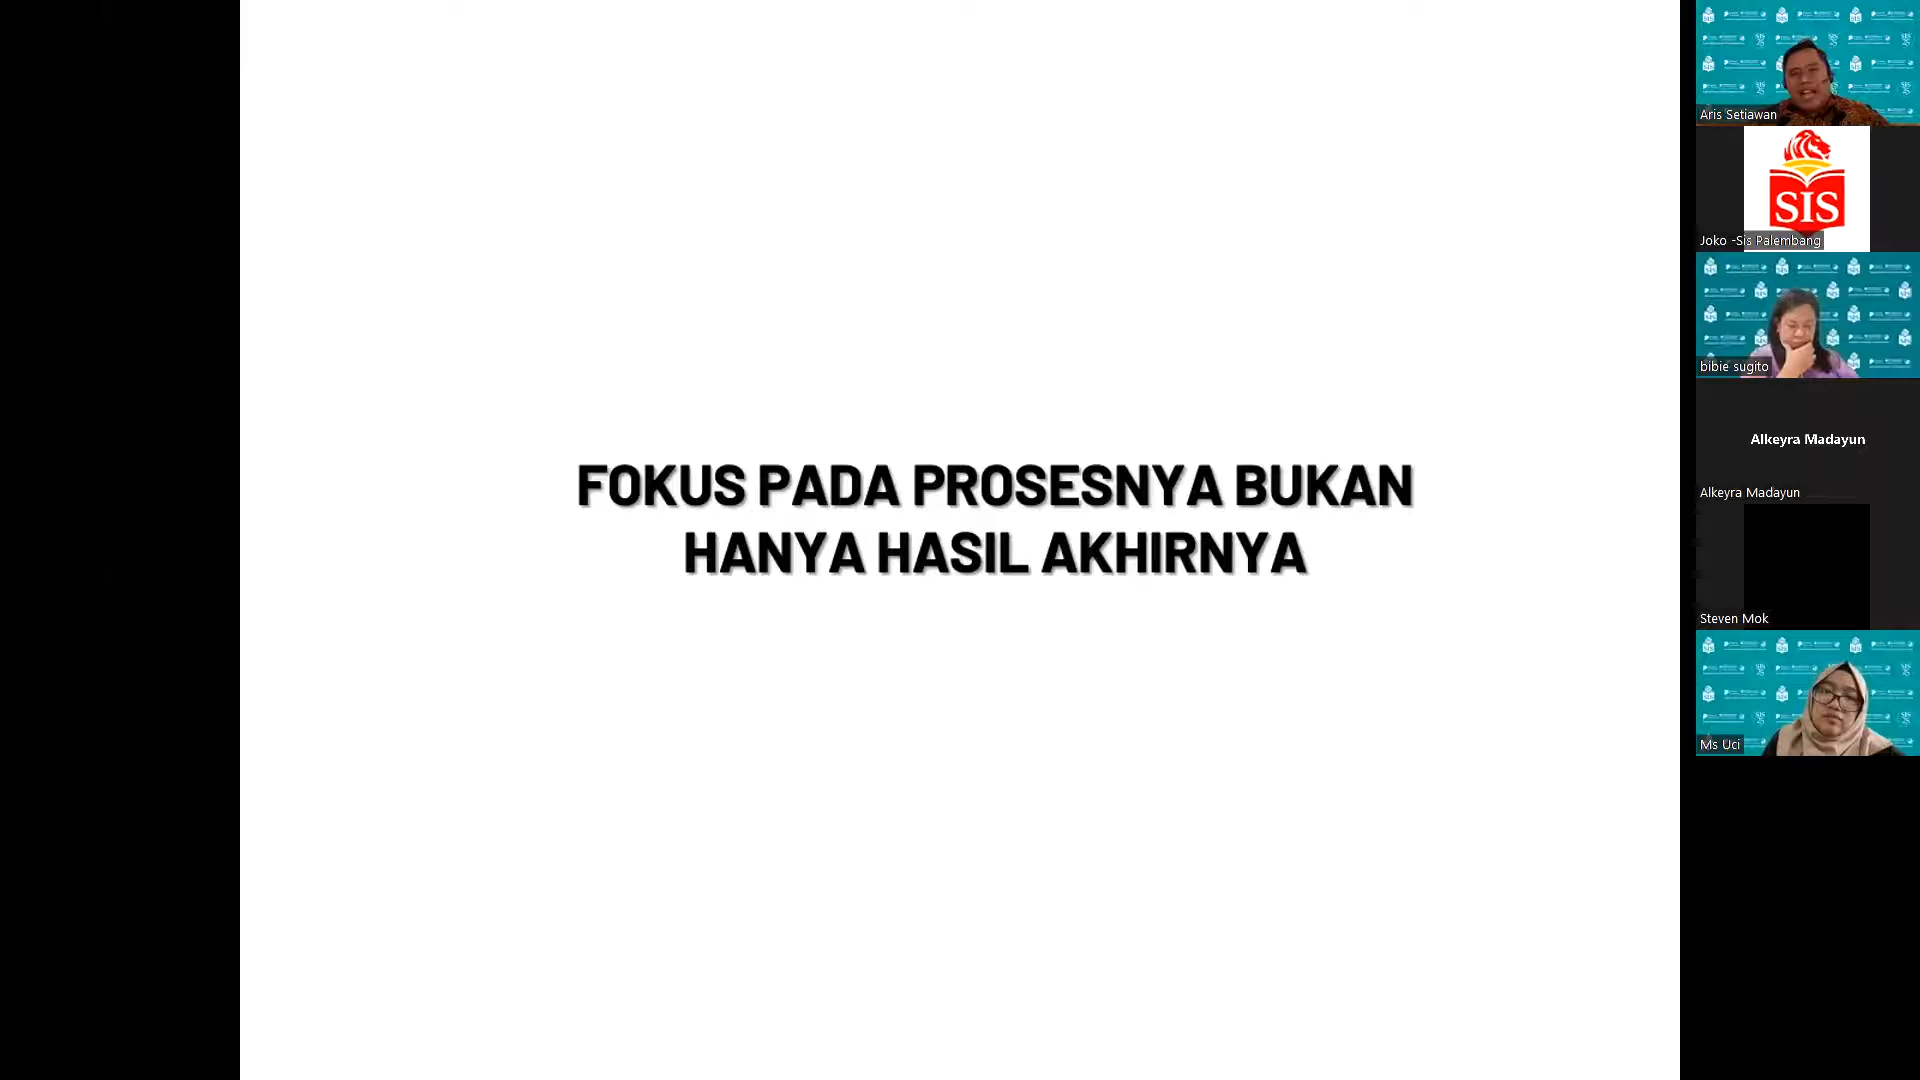 FOKUS PADA PROSESNYA BUKAN
HANYA HASIL AKHIRNYA
Aris Setiawan
SIS
Joko -Sis Palembang
bibie sugito
Alkeyra Madayun
Alkeyra Madayun
Steven Mok
Ms Uci